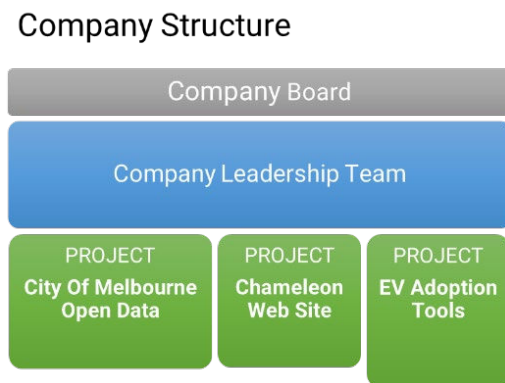 Company Structure
Company Board
Company Leadership Team
PROJECT
City Of Melbourne
Open Data
PROJECT
Chameleon
Web Site
PROJECT
EV Adoption
Tools